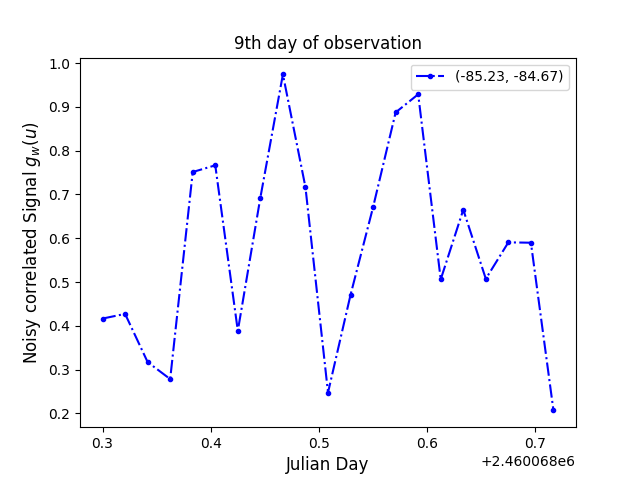 9th day of observation
(-85.23, -84.67)
Noisy correlated Signal g_w(u)
1.0
0.9
0.8
0.7
0.6
0.5
0.4
0.3
0.2
0.3 0.4 0.5 0.6 0.7
Julian Day
+2.460068e6